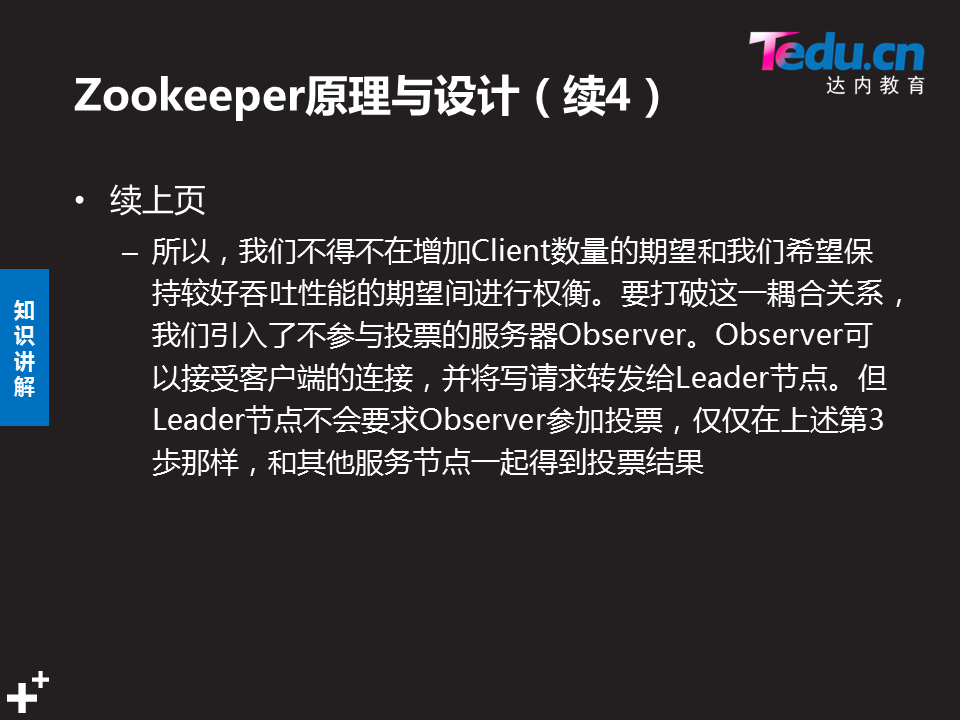 Tedu.cn
达内教育
Zookeeper原理与设计（续4）
• 续上页
– 所以，我们不得不在增加Client数量的期望和我们希望保
持较好吞吐性能的期望间进行权衡。要打破这一耦合关系，
我们引入了不参与投票的服务器Observer。Observer可
以接受客户端的连接，并将写请求转发给Leader节点。但
Leader节点不会要求Observer参加投票，仅仅在上述第3
歩那样，和其他服务节点一起得到投票结果
知
识
讲
解